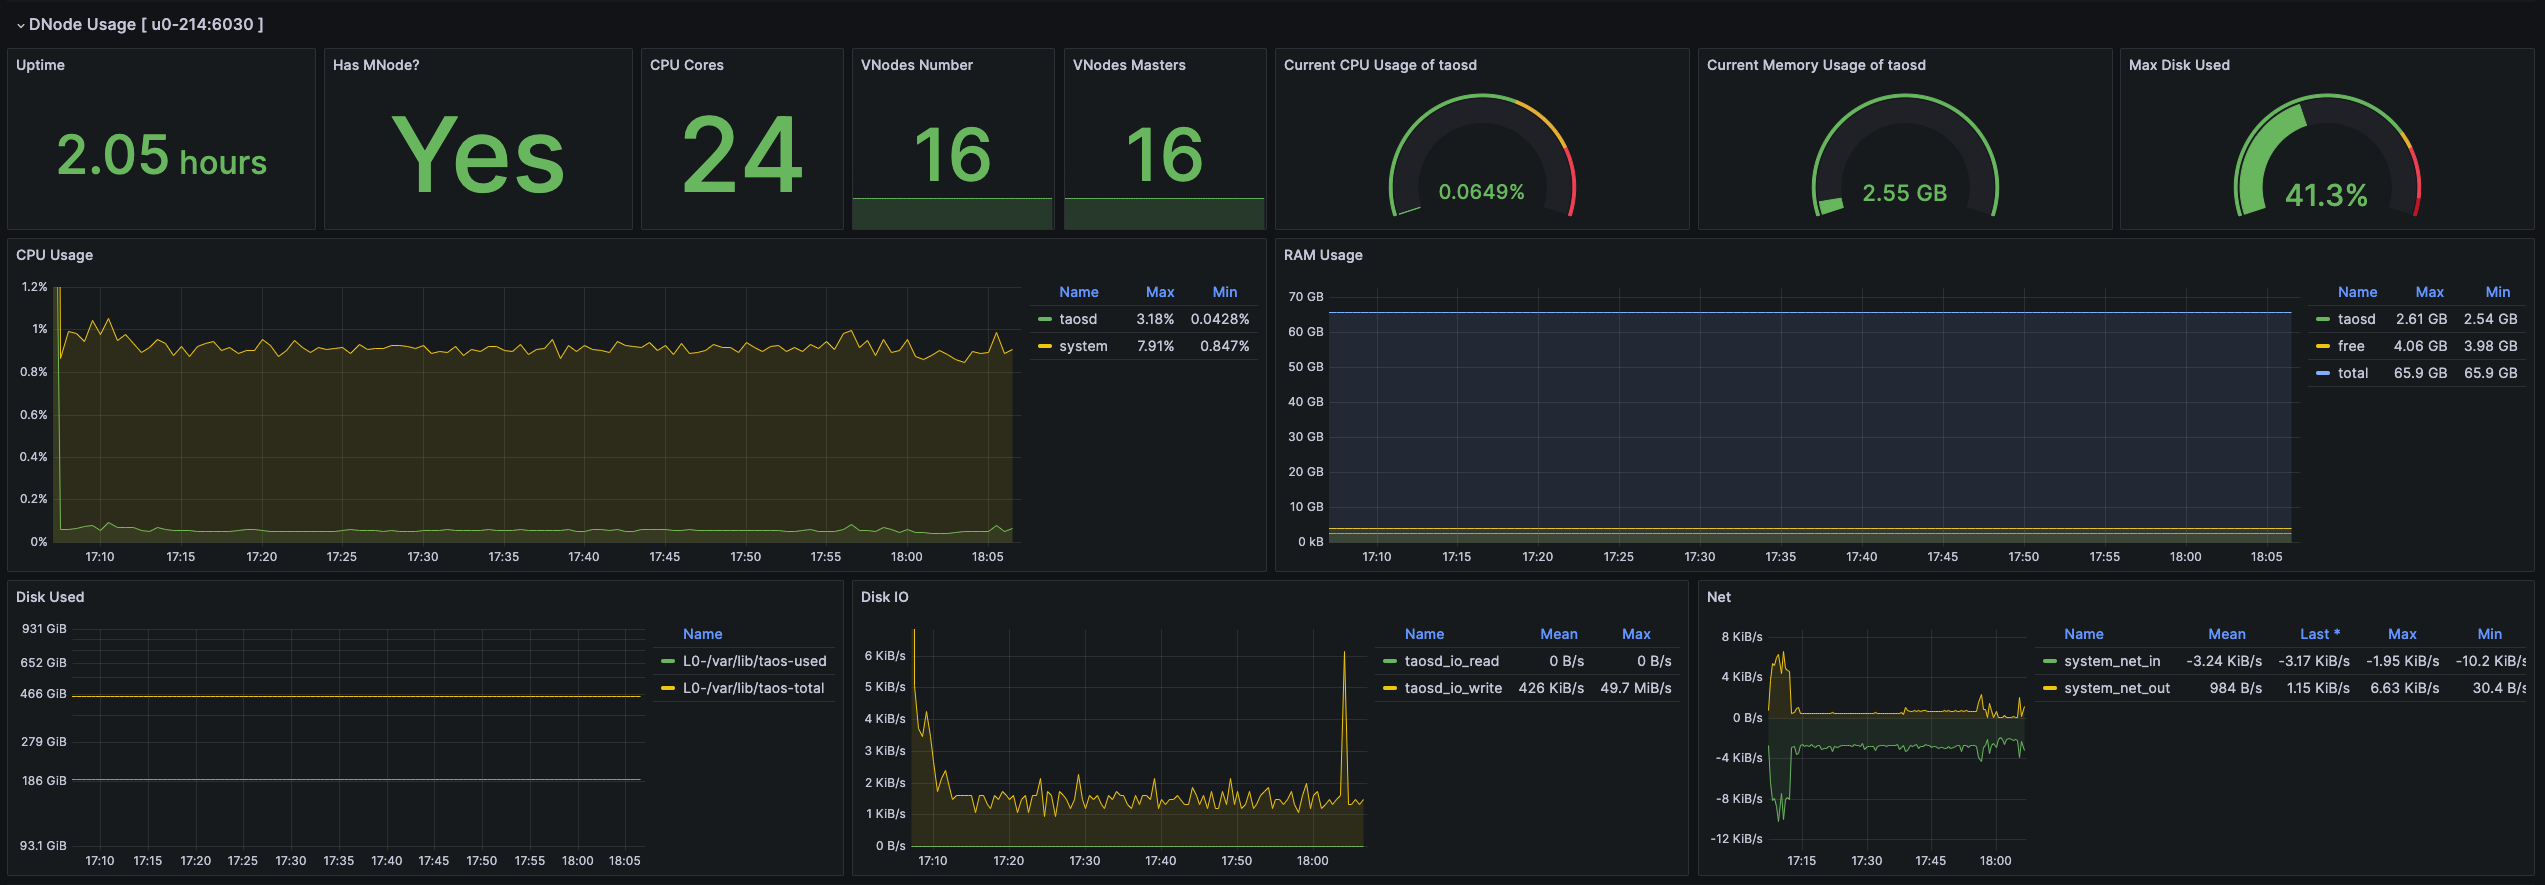 DNode Usage [ u0-214:6030 ]
Uptime
2.05 hours
Has MNode?
Yes
CPU Cores
24
VNodes Number
16
VNodes Masters
16
Current CPU Usage of taosd
0.0649%
Current Memory Usage of taosd
2.55 GB
Max Disk Used
41.3%
CPU Usage
1.2%
1%
0.8%
0.6%
0.4%
0.2%
0%
17:10 17:15 17:20 17:25 17:30 17:35 17:40 17:45 17:50 17:55 18:00 18:05
Name Max Min
taosd 3.18% 0.0428%
system 7.91% 0.847%
RAM Usage
70 GB
60 GB
50 GB
40 GB
30 GB
20 GB
10 GB
0 kB
17:10 17:15 17:20 17:25 17:30 17:35 17:40 17:45 17:50 17:55 18:00 18:05
Name Max Min
taosd 2.61 GB 2.54 GB
free 4.06 GB 3.98 GB
total 65.9 GB 65.9 GB
Disk Used
931 GiB
652 GiB
466 GiB
279 GiB
186 GiB
93.1 GiB
17:10 17:15 17:20 17:25 17:30 17:35 17:40 17:45 17:50 17:55 18:00 18:05
Name
L0-/var/lib/taos-used
L0-/var/lib/taos-total
Disk IO
6 KiB/s
5 KiB/s
4 KiB/s
3 KiB/s
2 KiB/s
1 KiB/s
0 B/s
17:10 17:20 17:30 17:40 17:50 18:00
Name Mean Max
taosd_io_read 0 B/s 0 B/s
taosd_io_write 426 KiB/s 49.7 MiB/s
Net
8 KiB/s
4 KiB/s
0 B/s
-4 KiB/s
-8 KiB/s
-12 KiB/s
17:15 17:30 17:45 18:00
Name Mean Last * Max Min
system_net_in -3.24 KiB/s -3.17 KiB/s -1.95 KiB/s -10.2 KiB/s
system_net_out 984 B/s 1.15 KiB/s 6.63 KiB/s 30.4 B/s